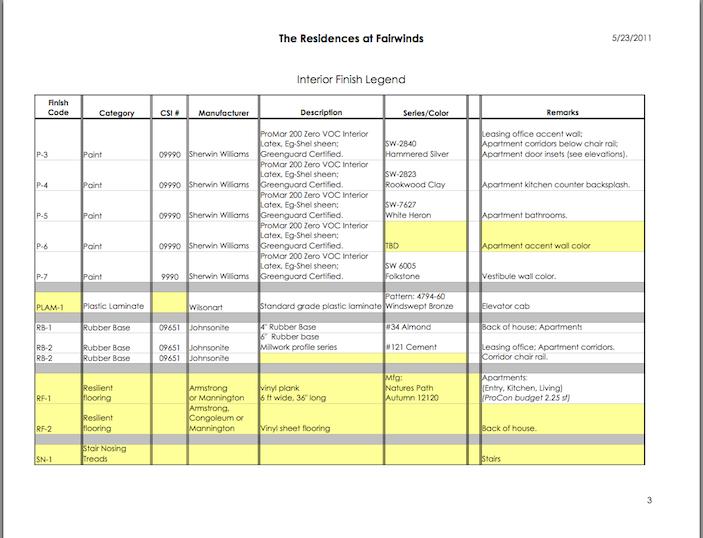 The Residences at Fairwinds
5/23/2011
Interior Finish Legend
Finish Code Category CSI # Manufacturer Description Series/Color Remarks
P-3 Paint 09990 Sherwin Williams ProMar 200 Zero VOC Interior Latex, Eg-Shel sheen; Greenguard Certified. SW-2840 Hammered Silver Leasing office accent wall; Apartment corridors below chair rail; Apartment door insets (see elevations).
P-4 Paint 09990 Sherwin Williams ProMar 200 Zero VOC Interior Latex, Eg-Shel sheen; Greenguard Certified. SW-2823 Rookwood Clay Apartment kitchen counter backsplash.
P-5 Paint 09990 Sherwin Williams ProMar 200 Zero VOC Interior Latex, Eg-Shel sheen; Greenguard Certified. SW-7627 White Heron Apartment bathrooms.
P-6 Paint 09990 Sherwin Williams ProMar 200 Zero VOC Interior Latex, Eg-Shel sheen; Greenguard Certified. TBD Apartment accent wall color
P-7 Paint 9990 Sherwin Williams ProMar 200 Zero VOC Interior Latex, Eg-Shel sheen; Greenguard Certified. SW 6005 Folkstone Vestibule wall color.
PLAM-1 Plastic Laminate Wilsonart Standard grade plastic laminate Pattern: 4794-60 Windswept Bronze Elevator cab
RB-1 Rubber Base 09651 Johnsonite 4" Rubber Base #34 Almond Back of house; Apartments
RB-2 Rubber Base 09651 Johnsonite 6" Rubber base Millwork profile series #121 Cement Leasing office; Apartment corridors.
RB-2 Rubber Base 09651 Johnsonite Corridor chair rail.
RF-1 Resilient flooring Armstrong or Mannington vinyl plank 6 ft wide, 36" long Mfg: Natures Path Autumn 12120 Apartments: (Entry, Kitchen, Living) (ProCon budget 2.25 sf)
RF-2 Resilient flooring Armstrong, Congoleum or Mannington Vinyl sheet flooring Back of house.
SN-1 Stair Nosing Treads Stairs
3